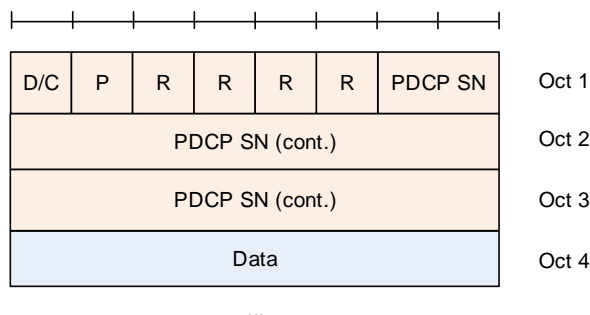 D/C P R R R R PDCP SN Oct 1
PDCP SN (cont.) Oct 2
PDCP SN (cont.) Oct 3
Data Oct 4
...